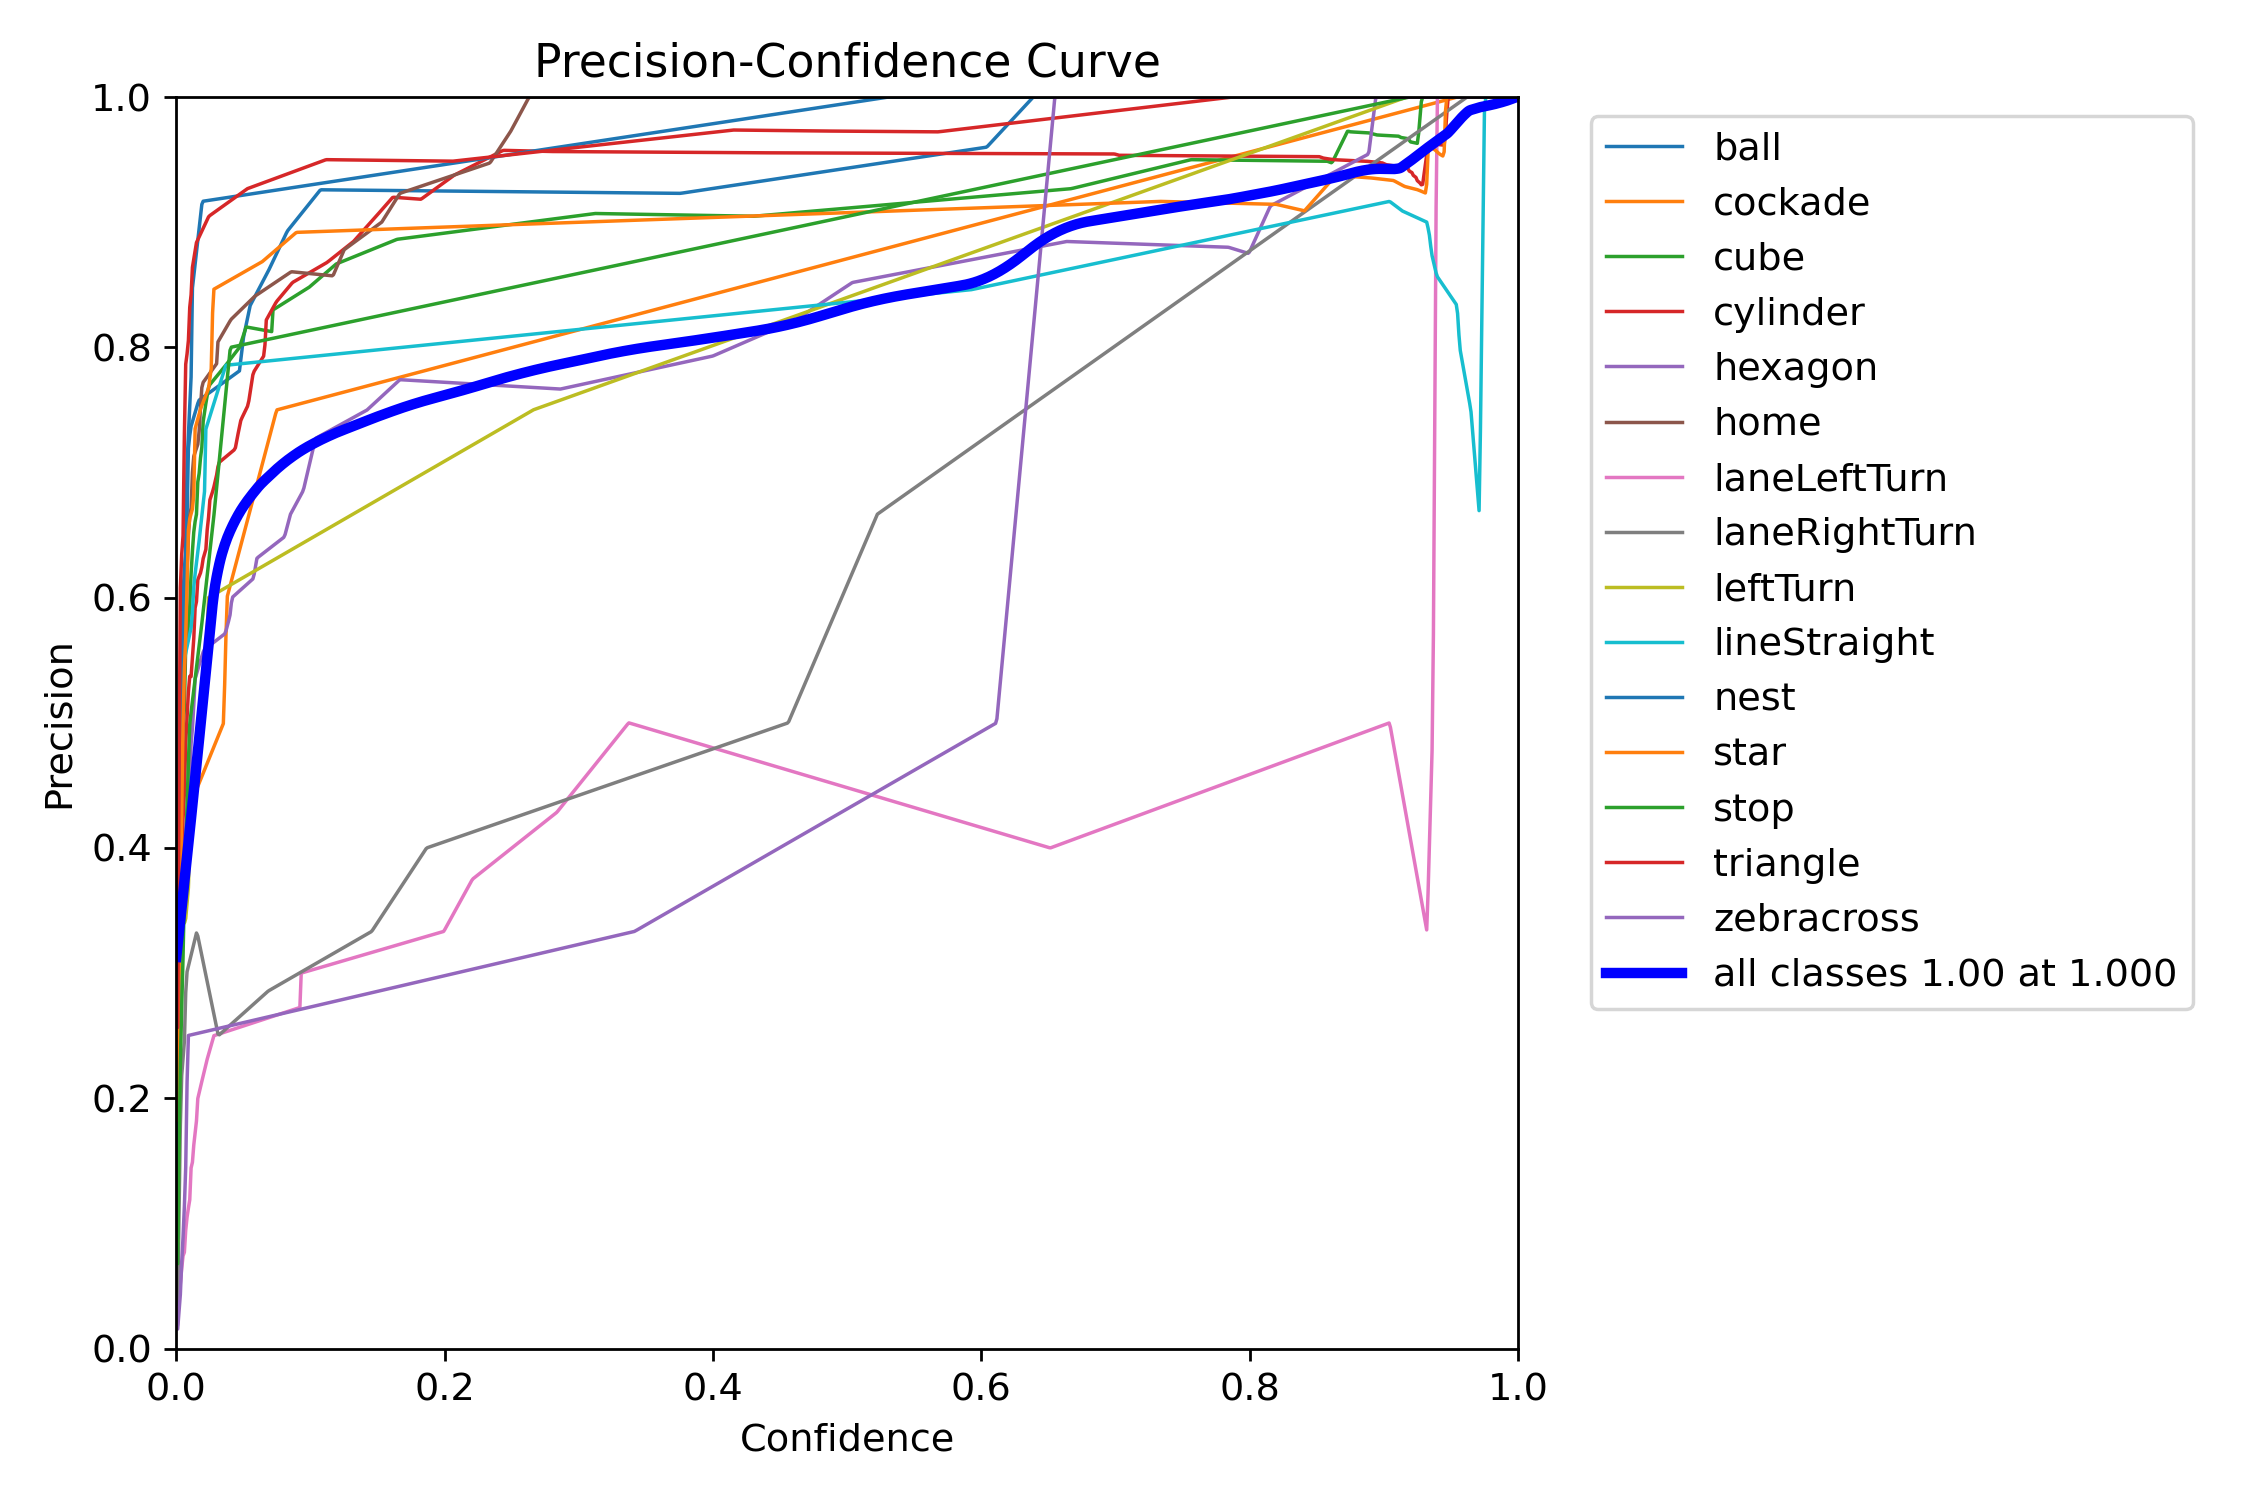 Precision-Confidence Curve
1.0
0.8
0.6
0.4
0.2
0.0
Precision
0.0 0.2 0.4 0.6 0.8 1.0
Confidence
ball
cockade
cube
cylinder
hexagon
home
laneLeftTurn
laneRightTurn
leftTurn
lineStraight
nest
star
stop
triangle
zebracross
all classes 1.00 at 1.000